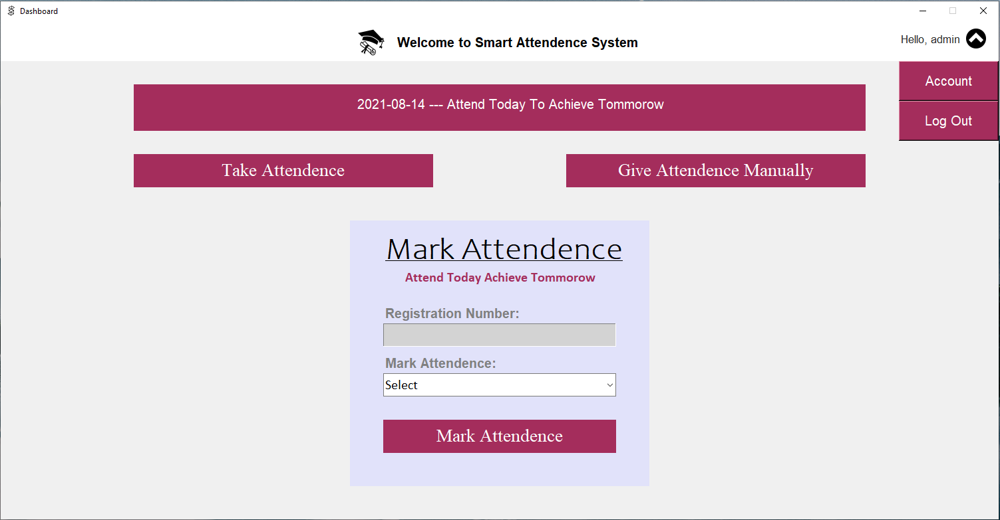 Dashboard
Welcome to Smart Attendence System
Hello, admin
Account
Log Out
2021-08-14 --- Attend Today To Achieve Tommorow
Take Attendence
Give Attendence Manually
Mark Attendence
Attend Today Achieve Tommorow
Registration Number:
Mark Attendence:
Select
Mark Attendence